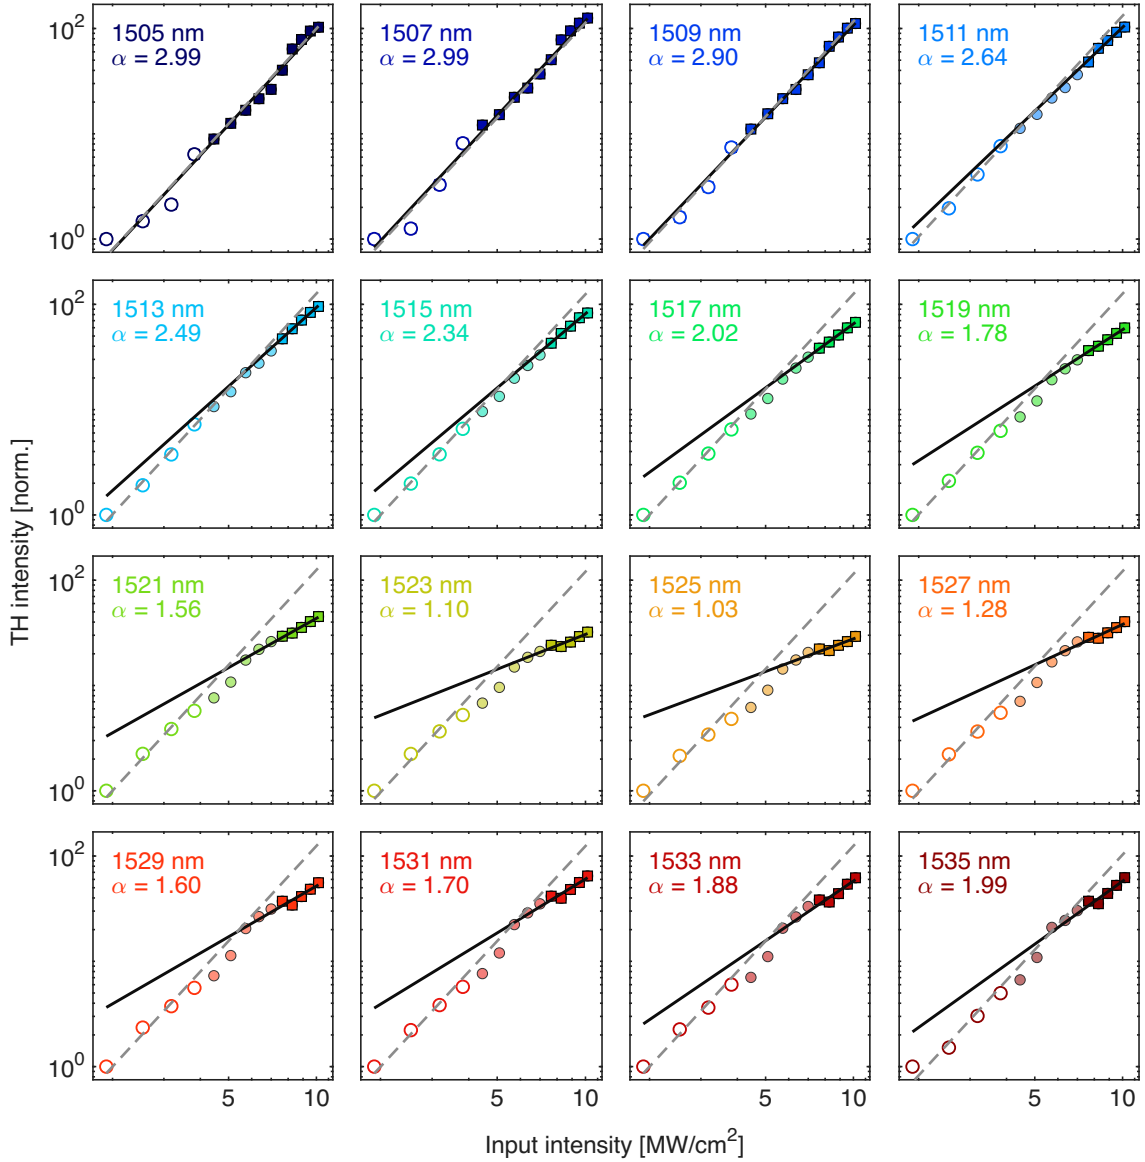 10² 1505 nm
α = 2.99
1507 nm
α = 2.99
1509 nm
α = 2.90
1511 nm
α = 2.64
10⁰
10² 1513 nm
α = 2.49
1515 nm
α = 2.34
1517 nm
α = 2.02
1519 nm
α = 1.78
10⁰
TH intensity [norm.]
10² 1521 nm
α = 1.56
1523 nm
α = 1.10
1525 nm
α = 1.03
1527 nm
α = 1.28
10⁰
10² 1529 nm
α = 1.60
1531 nm
α = 1.70
1533 nm
α = 1.88
1535 nm
α = 1.99
10⁰
5 10 5 10 5 10 5 10
Input intensity [MW/cm²]